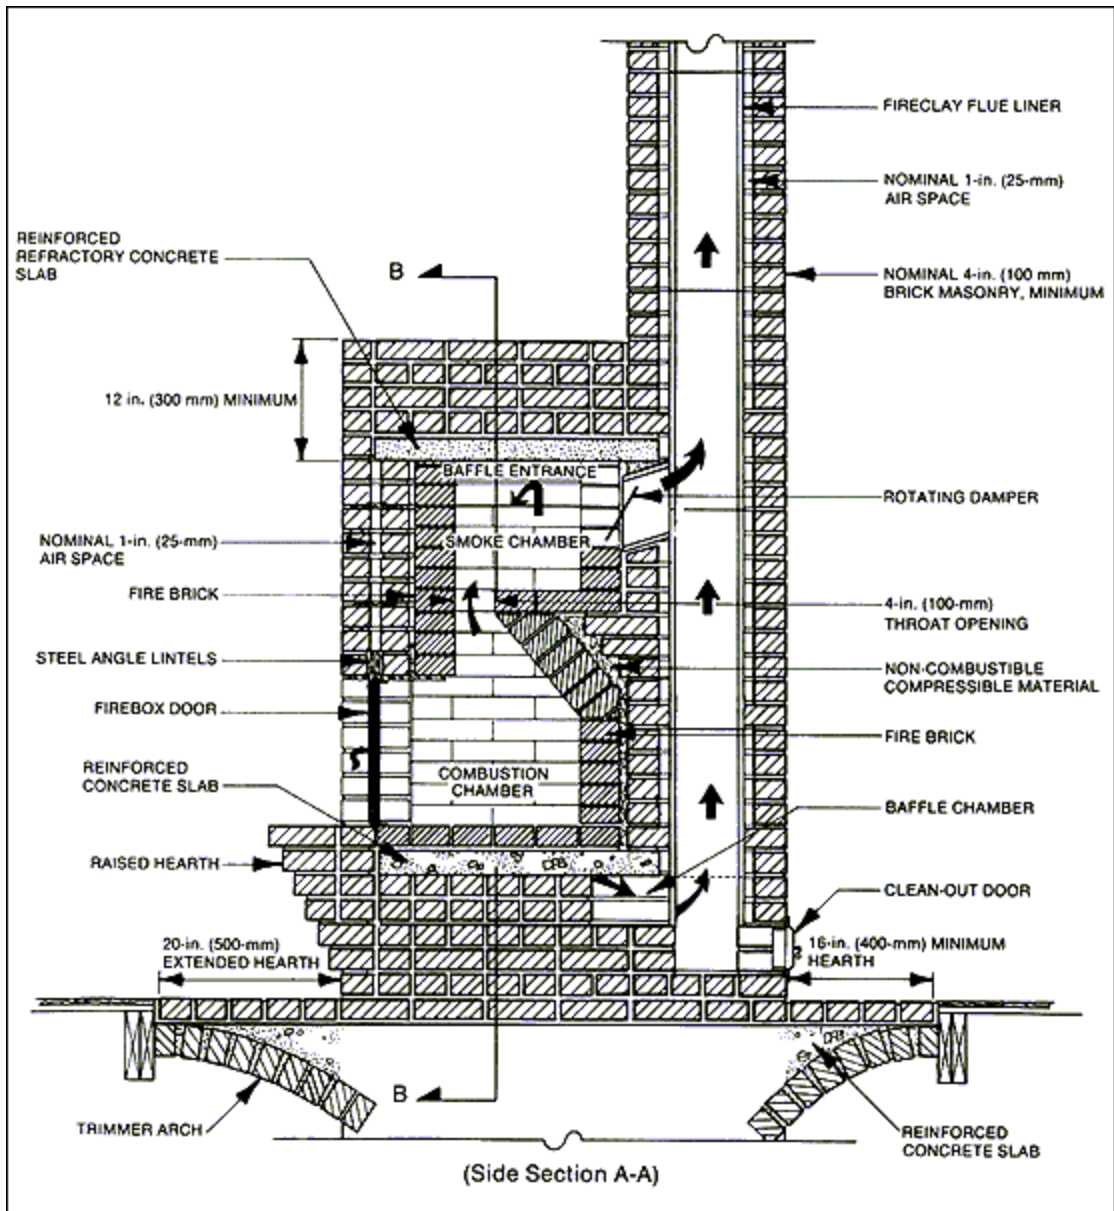 FIRECLAY FLUE LINER
NOMINAL 1-in. (25-mm)
AIR SPACE
REINFORCED
REFRACTORY CONCRETE
SLAB
B
NOMINAL 4-in. (100 mm)
BRICK MASONRY, MINIMUM
12 in. (300 mm) MINIMUM
BAFFLE ENTRANCE
ROTATING DAMPER
NOMINAL 1-in. (25-mm)
AIR SPACE
SMOKE CHAMBER
FIRE BRICK
4-in. (100-mm)
THROAT OPENING
STEEL ANGLE LINTELS
NON-COMBUSTIBLE
COMPRESSIBLE MATERIAL
FIREBOX DOOR
FIRE BRICK
REINFORCED
CONCRETE SLAB
COMBUSTION
CHAMBER
BAFFLE CHAMBER
RAISED HEARTH
CLEAN-OUT DOOR
20-in. (500-mm)
EXTENDED HEARTH
16-in. (400-mm) MINIMUM
HEARTH
B
TRIMMER ARCH
REINFORCED
CONCRETE SLAB
(Side Section A-A)